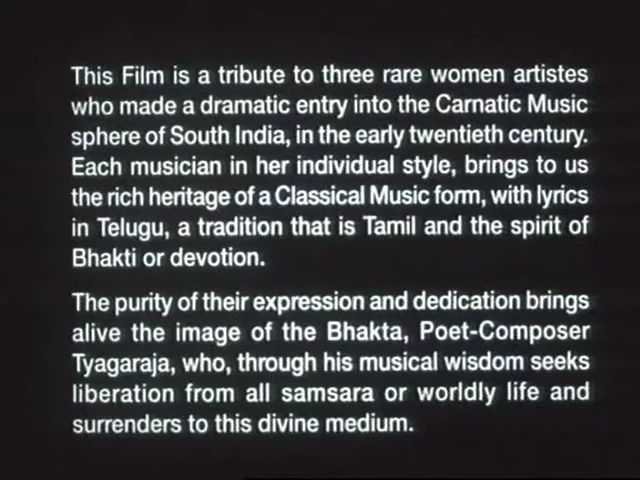 This Film is a tribute to three rare women artistes
who made a dramatic entry into the Carnatic Music
sphere of South India, in the early twentieth century.
Each musician in her individual style, brings to us
the rich heritage of a Classical Music form, with lyrics
in Telugu, a tradition that is Tamil and the spirit of
Bhakti or devotion.
The purity of their expression and dedication brings
alive the image of the Bhakta, Poet-Composer
Tyagaraja, who, through his musical wisdom seeks
liberation from all samsara or worldly life and
surrenders to this divine medium.